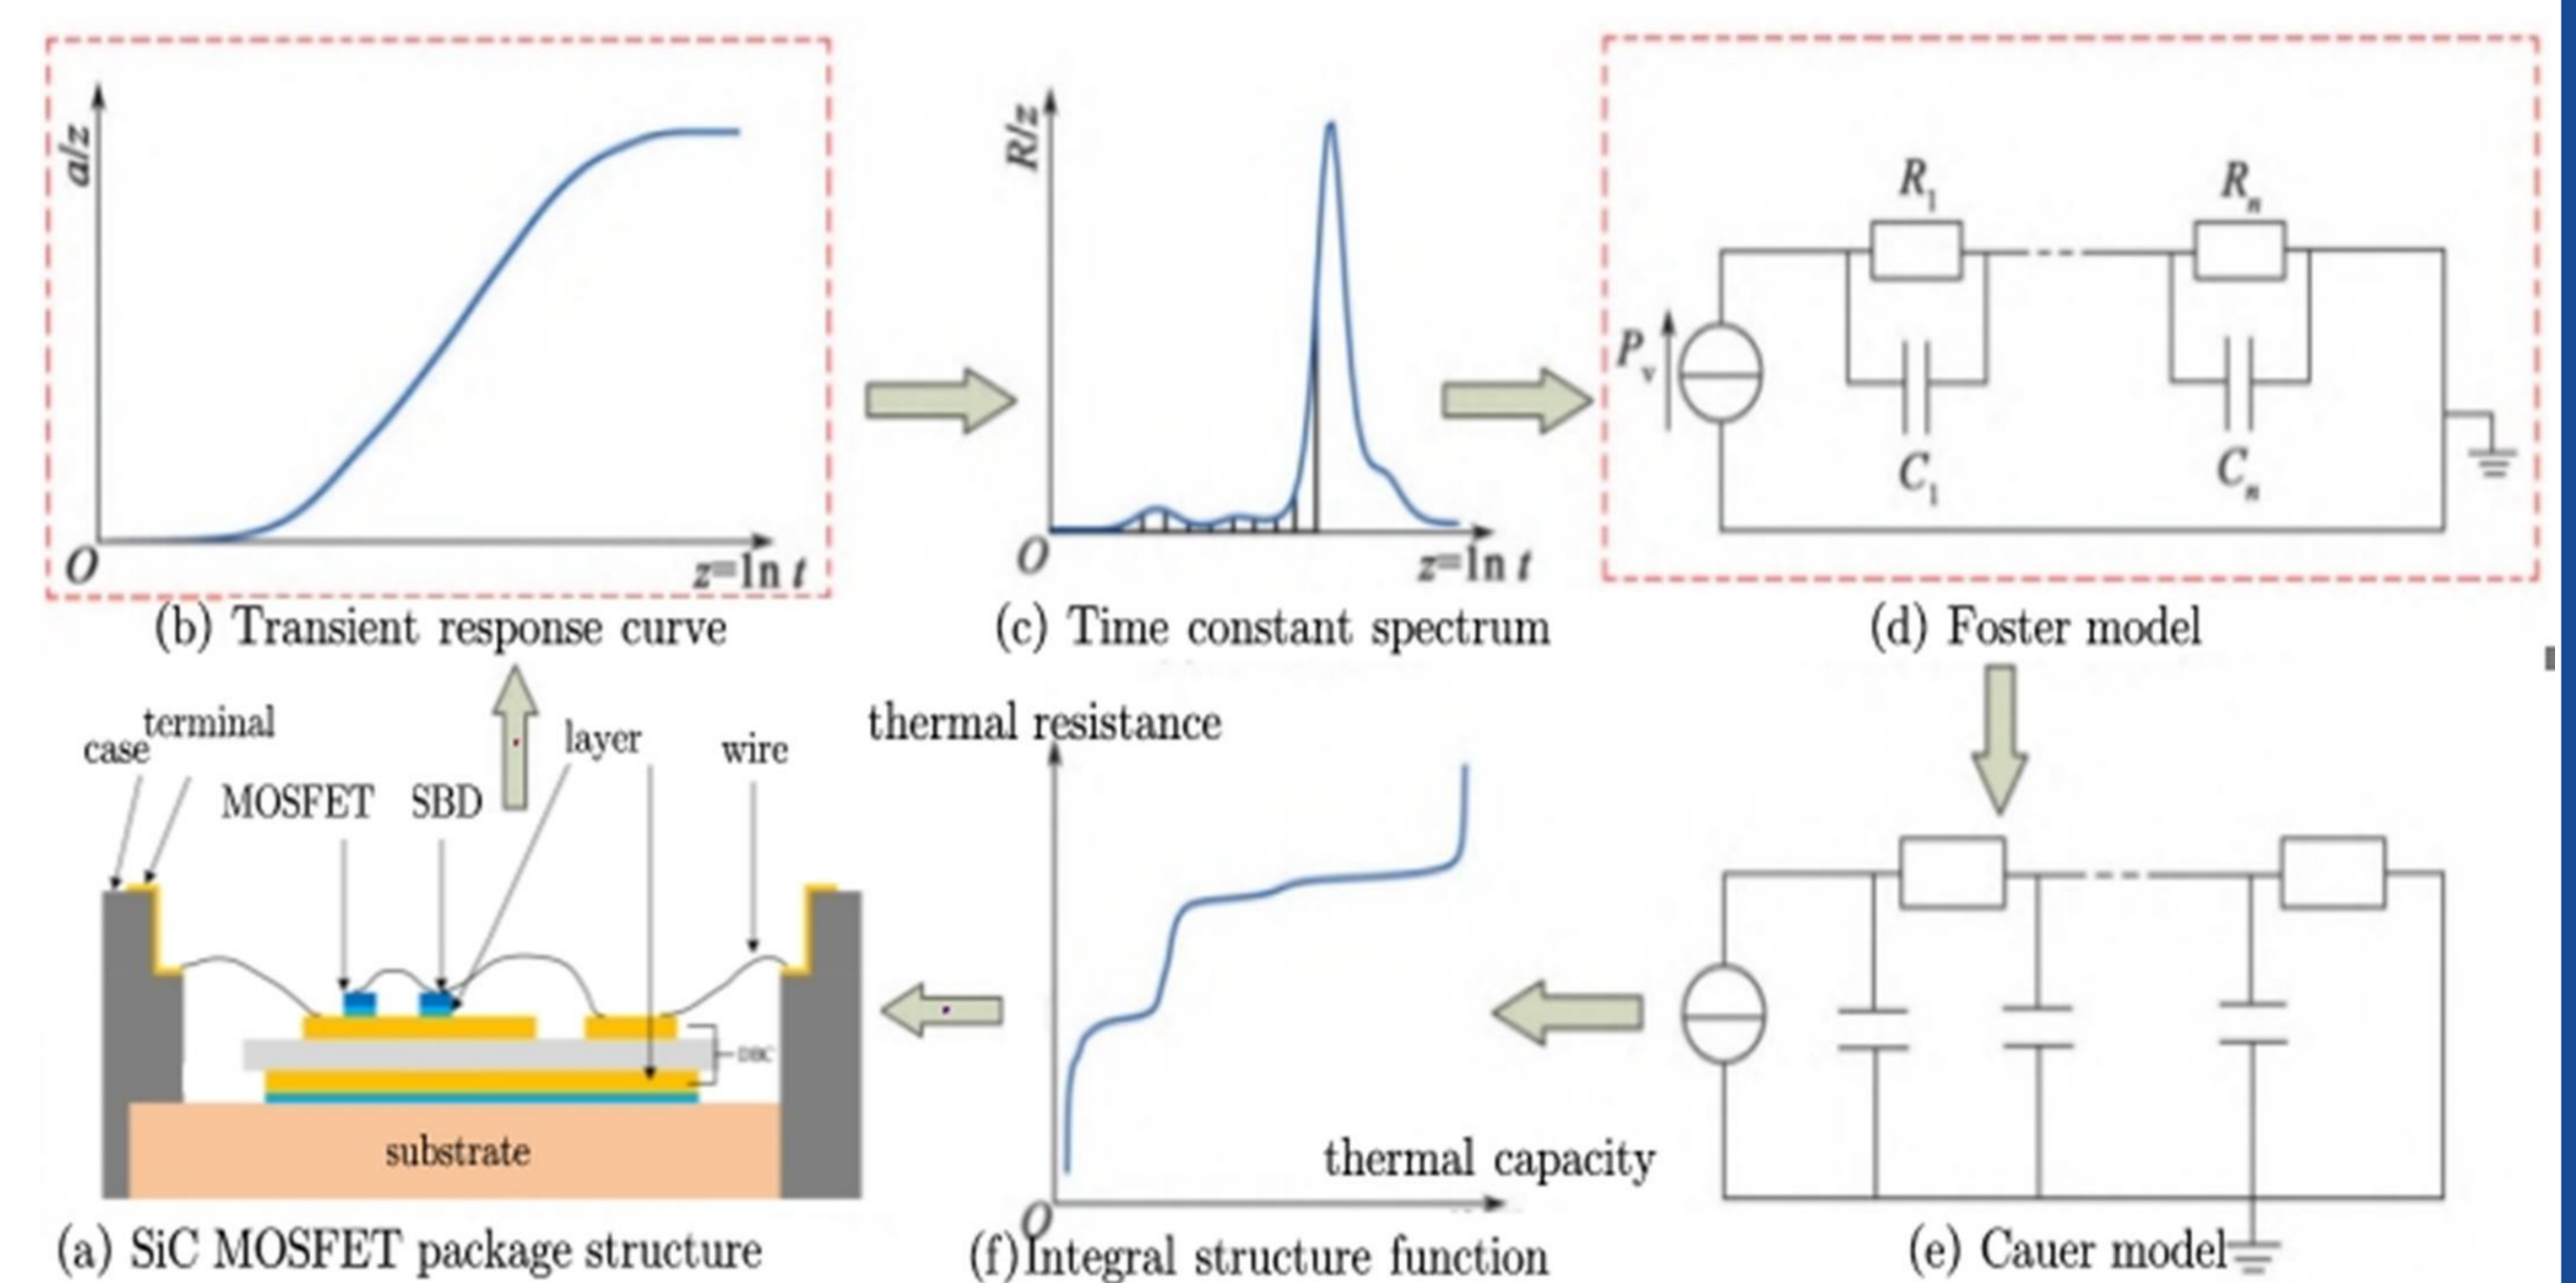 a/z
O
z=ln t
(b) Transient response curve
R/z
O
z=ln t
(c) Time constant spectrum
R1
Rn
Pv
C1
Cn
(d) Foster model
case
terminal
MOSFET
SBD
layer
wire
DBC
substrate
(a) SiC MOSFET package structure
thermal resistance
thermal capacity
O
(f)Integral structure function
(e) Cauer model